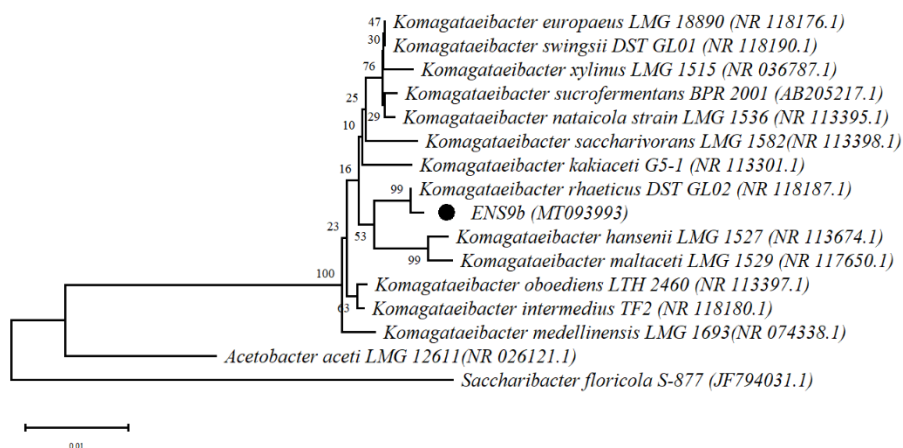 47
Komagataeibacter europaeus LMG 18890 (NR 118176.1)
30
Komagataeibacter swingsii DST GL01 (NR 118190.1)
76
Komagataeibacter xylinus LMG 1515 (NR 036787.1)
Komagataeibacter sucrofermentans BPR 2001 (AB205217.1)
25
29
Komagataeibacter nataicola strain LMG 1536 (NR 113395.1)
10
Komagataeibacter saccharivorans LMG 1582(NR 113398.1)
Komagataeibacter kakiaceti G5-1 (NR 113301.1)
16
99
Komagataeibacter rhaeticus DST GL02 (NR 118187.1)
ENS9b (MT093993)
23
53
Komagataeibacter hansenii LMG 1527 (NR 113674.1)
99
Komagataeibacter maltaceti LMG 1529 (NR 117650.1)
100
Komagataeibacter oboediens LTH 2460 (NR 113397.1)
63
Komagataeibacter intermedius TF2 (NR 118180.1)
Komagataeibacter medellinensis LMG 1693(NR 074338.1)
Acetobacter aceti LMG 12611(NR 026121.1)
Saccharibacter floricola S-877 (JF794031.1)
0.01